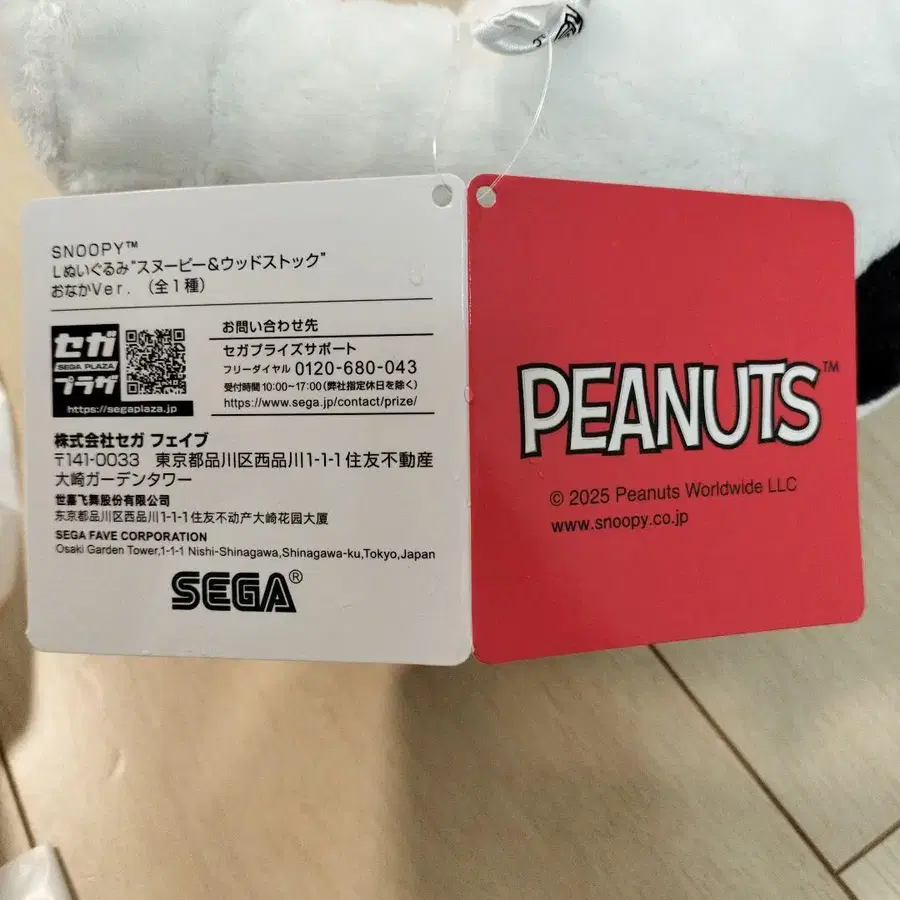 SNOOPY™
Lぬいぐるみ"スヌーピー&ウッドストック"
おなかVer. (全1種)
セガ
SEGA PLAZA
プラザ
https://segaplaza.jp
お問い合わせ先
セガプライズサポート
フリーダイヤル 0120-680-043
受付時間 10:00~17:00(弊社指定休日を除く)
https://www.sega.jp/contact/prize/
株式会社セガ フェイブ
〒141-0033 東京都品川区西品川1-1-1住友不動産
大崎ガーデンタワー
世嘉飞舞股份有限公司
东京都品川区西品川1-1-1住友不动产大崎花园大厦
SEGA FAVE CORPORATION
Osaki Garden Tower,1-1-1 Nishi-Shinagawa,Shinagawa-ku,Tokyo,Japan
SEGA®
PEANUTS™
© 2025 Peanuts Worldwide LLC
www.snoopy.co.jp